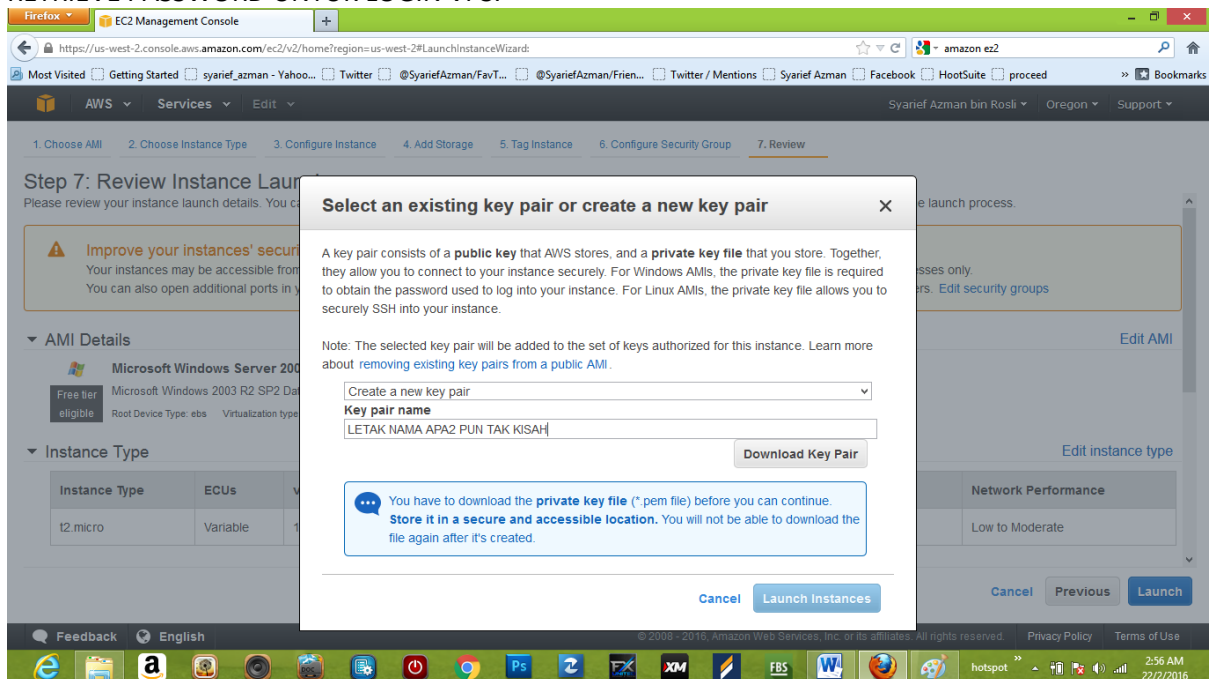 RETRIEVE PASSWORD UNTUK LOGIN VPS.
Firefox
EC2 Management Console
https://us-west-2.console.aws.amazon.com/ec2/v2/home?region=us-west-2#LaunchInstanceWizard:
amazon ez2
Most Visited Getting Started syarief_azman - Yahoo... Twitter @SyariefAzman/FavT... @SyariefAzman/Frien... Twitter / Mentions Syarief Azman Facebook HootSuite proceed » Bookmarks
AWS Services Edit Syarief Azman bin Rosli Oregon Support
1. Choose AMI 2. Choose Instance Type 3. Configure Instance 4. Add Storage 5. Tag Instance 6. Configure Security Group 7. Review
Step 7: Review Instance Laun
Please review your instance launch details. You ca
e launch process.
Improve your instances' securi
Your instances may be accessible from
esses only.
You can also open additional ports in y
ers. Edit security groups
AMI Details
Edit AMI
Microsoft Windows Server 200
Free tier eligible
Microsoft Windows 2003 R2 SP2 Dat
Root Device Type: ebs Virtualization type
Instance Type
Edit instance type
Instance Type ECUs v Network Performance
t2.micro Variable 1 Low to Moderate
Select an existing key pair or create a new key pair ×
A key pair consists of a public key that AWS stores, and a private key file that you store. Together,
they allow you to connect to your instance securely. For Windows AMIs, the private key file is required
to obtain the password used to log into your instance. For Linux AMIs, the private key file allows you to
securely SSH into your instance.
Note: The selected key pair will be added to the set of keys authorized for this instance. Learn more
about removing existing key pairs from a public AMI.
Create a new key pair
Key pair name
LETAK NAMA APA2 PUN TAK KISAH
Download Key Pair
You have to download the private key file (*.pem file) before you can continue.
Store it in a secure and accessible location. You will not be able to download the
file again after it's created.
Cancel Launch Instances
Cancel Previous Launch
Feedback English © 2008 - 2016, Amazon Web Services, Inc. or its affiliates. All rights reserved. Privacy Policy Terms of Use
Ps FX XM FBS W hotspot » 2:56 AM
22/2/2016